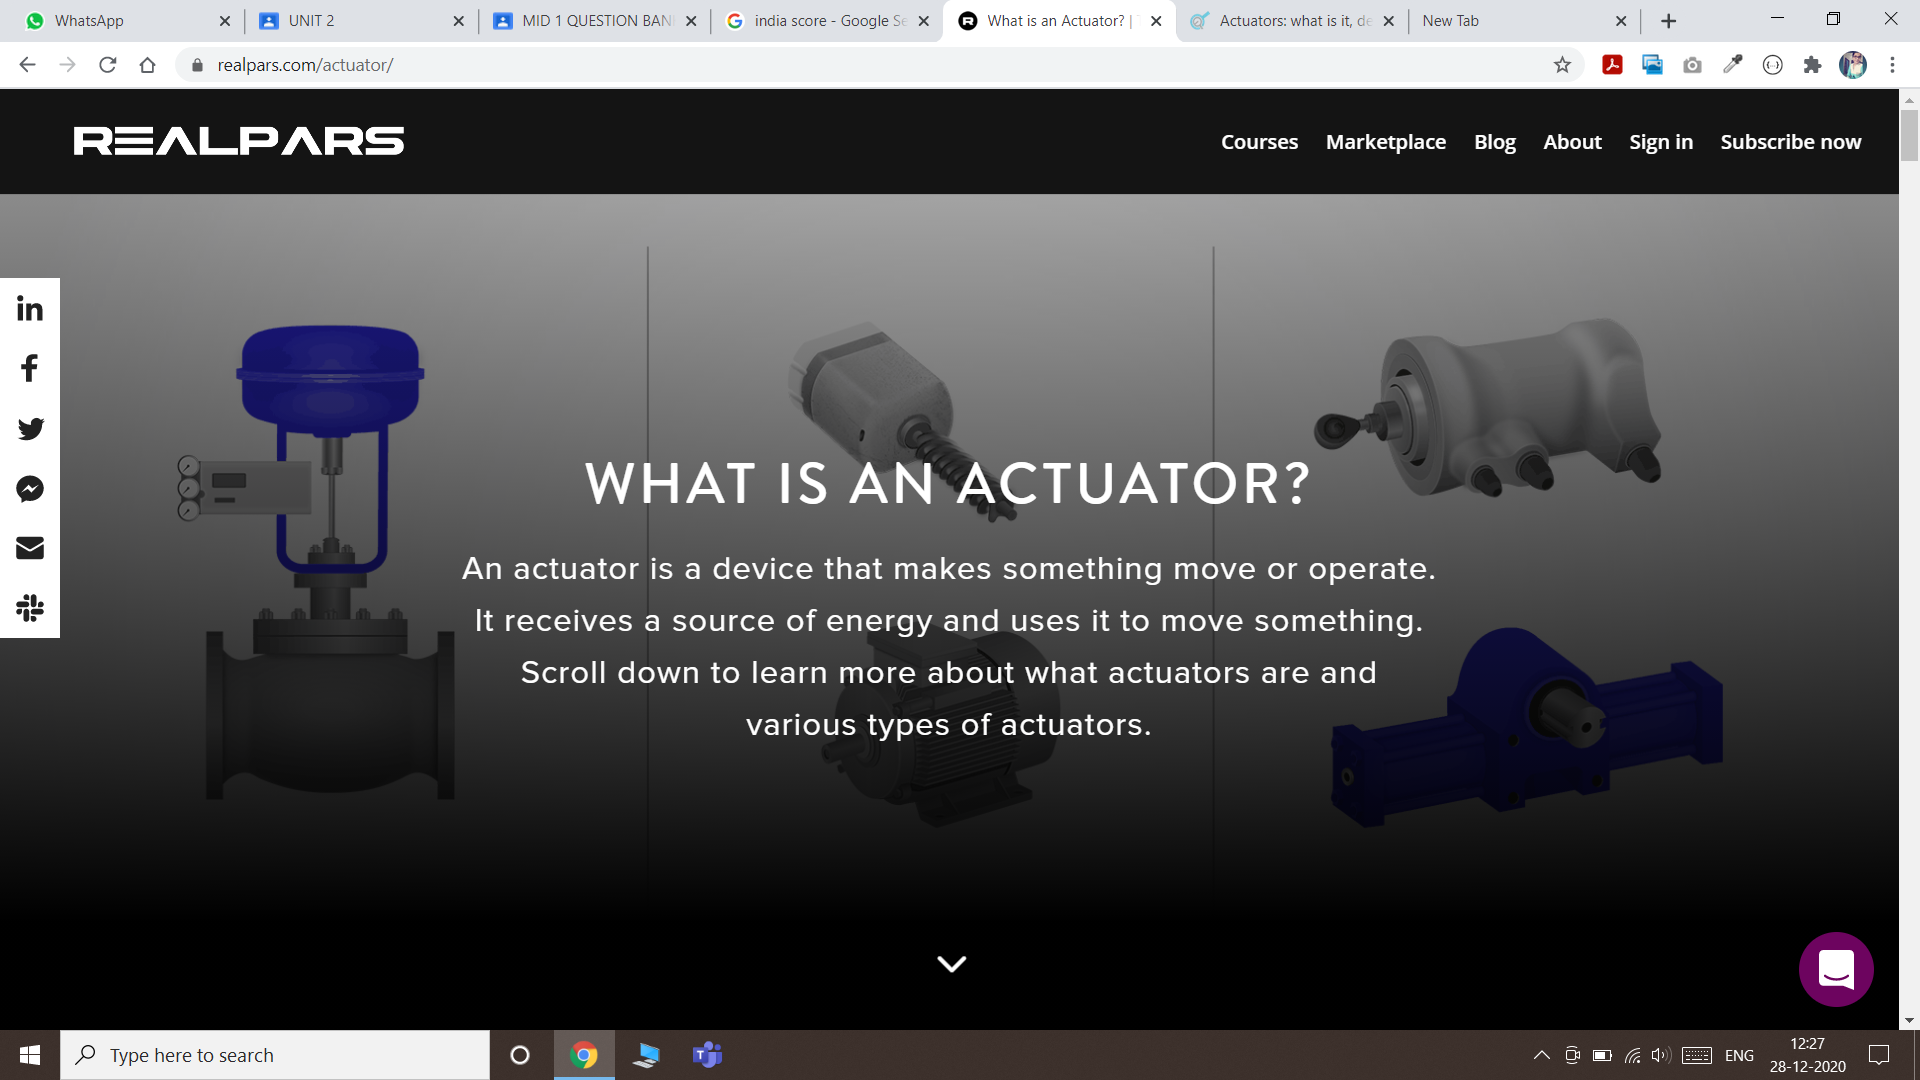 WhatsApp
UNIT 2
MID 1 QUESTION BAN
india score - Google Se
What is an Actuator? |
Actuators: what is it, de
New Tab
realpars.com/actuator/
REALPARS
Courses
Marketplace
Blog
About
Sign in
Subscribe now
WHAT IS AN ACTUATOR?
An actuator is a device that makes something move or operate.
It receives a source of energy and uses it to move something.
Scroll down to learn more about what actuators are and
various types of actuators.
Type here to search
ENG
12:27
28-12-2020